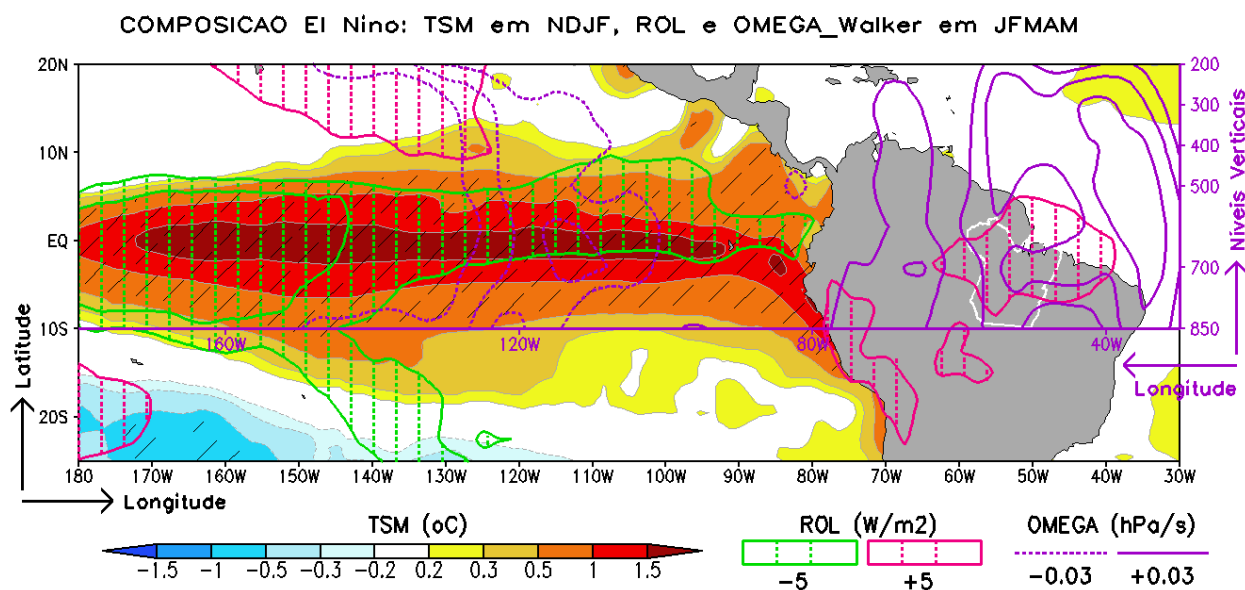 COMPOSICAO El Nino: TSM em NDJF, ROL e OMEGA_Walker em JFMAM
20N
10N
EQ
10S
20S
Latitude
200
300
400
500
700
850
Niveis Verticais
160W
120W
80W
40W
Longitude
180
170W
160W
150W
140W
130W
120W
110W
100W
90W
80W
70W
60W
50W
40W
30W
Longitude
TSM (oC)
-1.5
-1
-0.5
-0.3
-0.2
0.2
0.3
0.5
1
1.5
ROL (W/m2)
-5
+5
OMEGA (hPa/s)
-0.03
+0.03